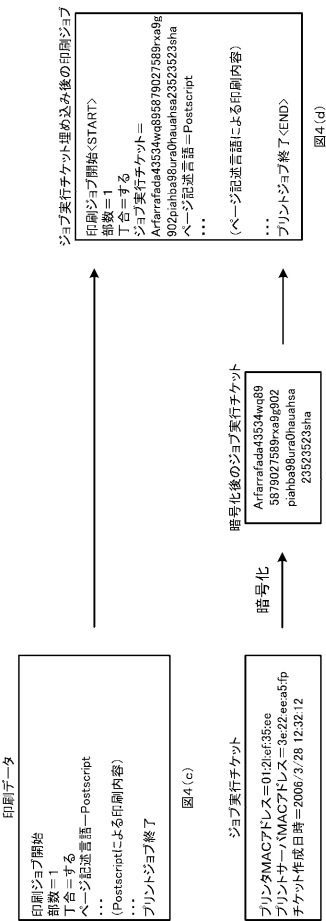 印刷データ
印刷ジョブ開始
部数＝1
丁合＝する
ページ記述言語＝Postscript
・・・
(Postscriptによる印刷内容)
・・・
プリントジョブ終了
図4(c)
ジョブ実行チケット
プリンタMACアドレス＝01:2l:ef:35:ee
プリントサーバMACアドレス＝3e:22:ee:a5:fp
チケット作成日時＝2006/3/28 12:32:12
暗号化
暗号化後のジョブ実行チケット
Arfarrafada43534wq89
5879027589rxa9g902
piahba98ura0hauahsa
23523523sha
ジョブ実行チケット埋め込み後の印刷ジョブ
印刷ジョブ開始<START>
部数＝1
丁合＝する
ジョブ実行チケット＝
Arfarrafada43534wq895879027589rxa9g
902piahba98ura0hauahsa23523523sha
ページ記述言語＝Postscript
・・・
(ページ記述言語による印刷内容)
・・・
プリントジョブ終了<END>
図4(d)